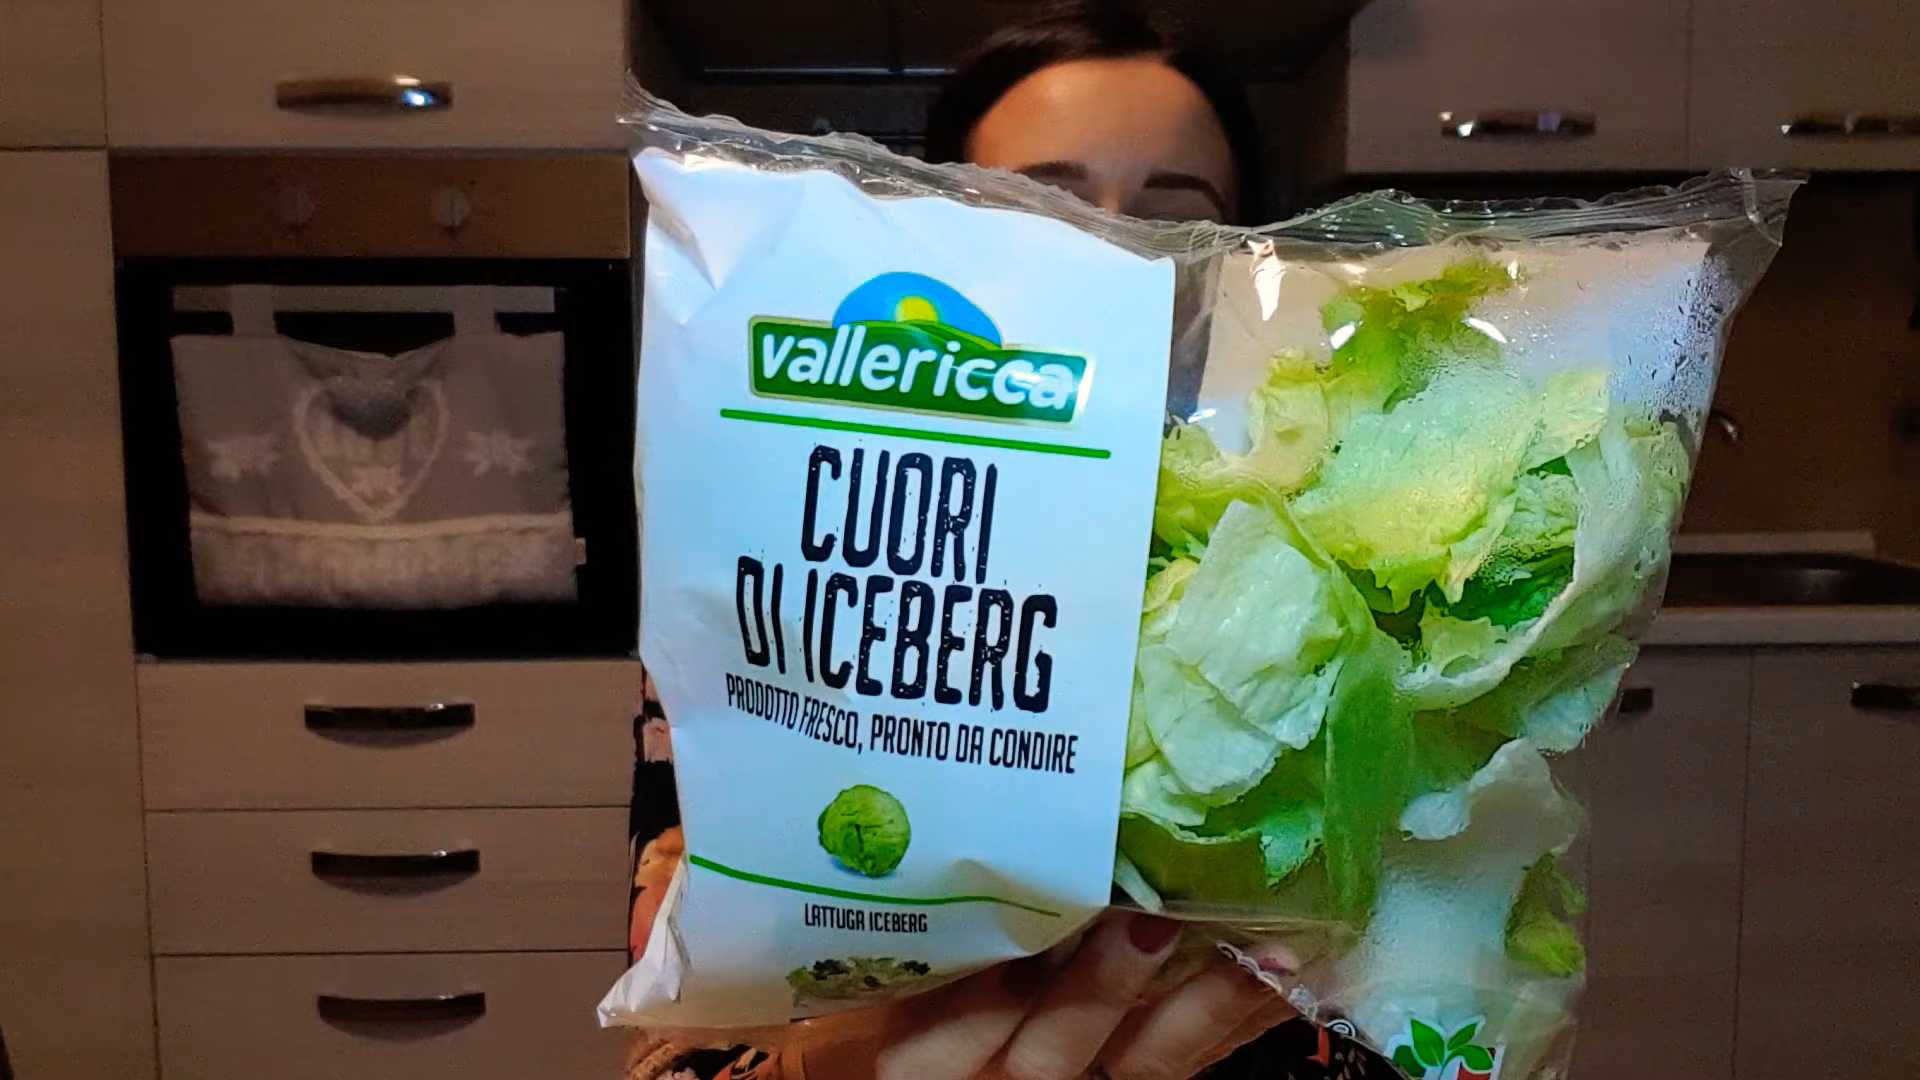 vallericca
CUORI
DI ICEBERG
PRODOTTO FRESCO, PRONTO DA CONDIRE
LATTUGA ICEBERG